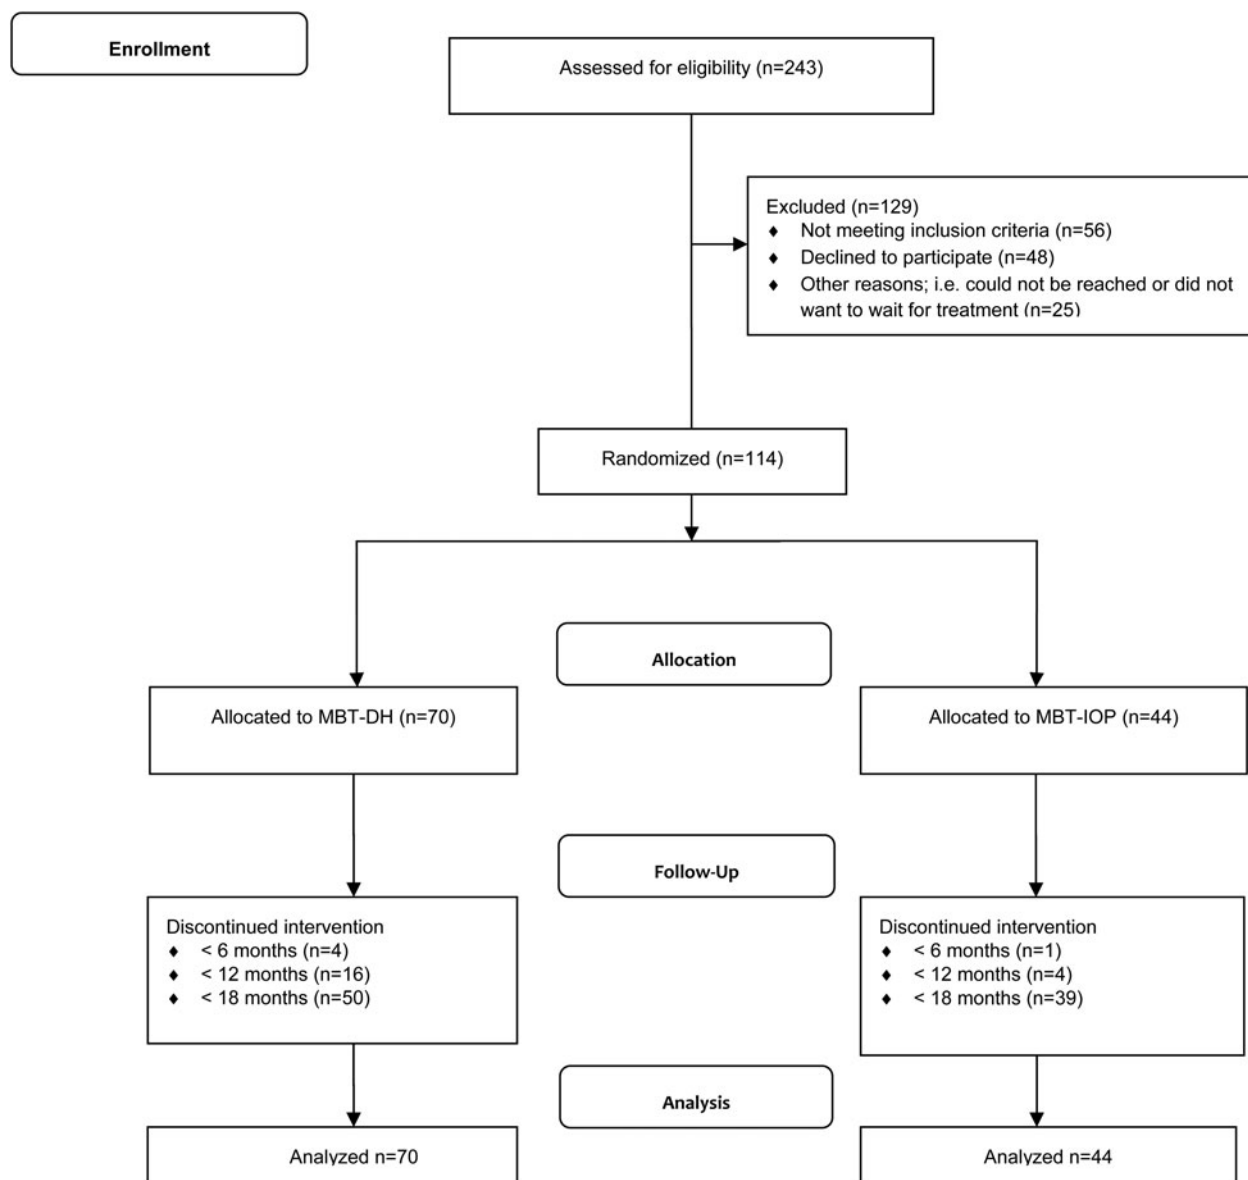 Enrollment
Assessed for eligibility (n=243)
Excluded (n=129)
♦ Not meeting inclusion criteria (n=56)
♦ Declined to participate (n=48)
♦ Other reasons; i.e. could not be reached or did not
want to wait for treatment (n=25)
Randomized (n=114)
Allocation
Allocated to MBT-DH (n=70)
Allocated to MBT-IOP (n=44)
Follow-Up
Discontinued intervention
♦ < 6 months (n=4)
♦ < 12 months (n=16)
♦ < 18 months (n=50)
Discontinued intervention
♦ < 6 months (n=1)
♦ < 12 months (n=4)
♦ < 18 months (n=39)
Analysis
Analyzed n=70
Analyzed n=44